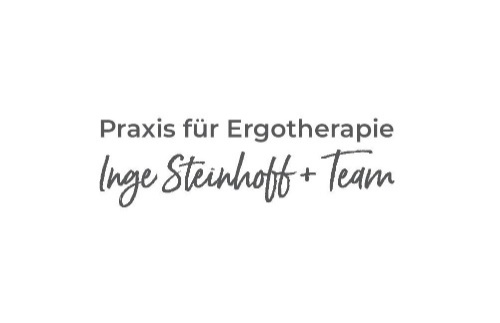 Praxis für Ergotherapie
Inge Steinhoff + Team